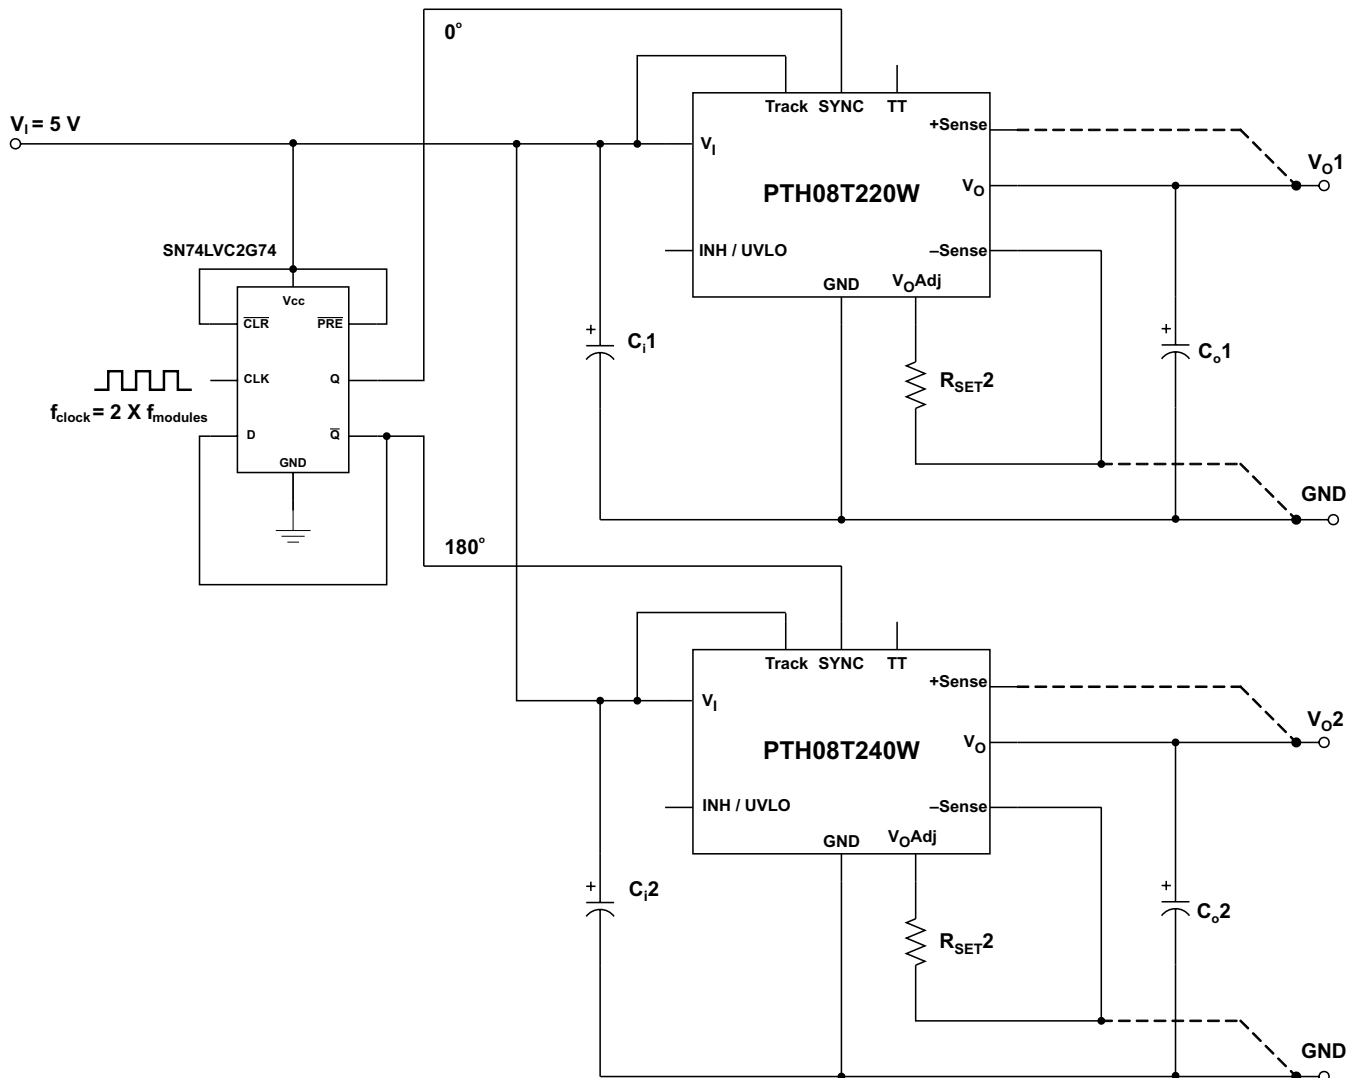 0°
V_I = 5 V
Track SYNC TT
+Sense
V_I
V_O1
PTH08T220W
V_O
SN74LVC2G74
INH / UVLO
–Sense
GND
V_OAdj
Vcc
CLR
PRE
C_i1
C_o1
CLK
Q
R_SET2
f_clock = 2 X f_modules
D
Q
GND
GND
180°
Track SYNC TT
+Sense
V_I
V_O2
PTH08T240W
V_O
INH / UVLO
–Sense
GND
V_OAdj
C_i2
C_o2
R_SET2
GND